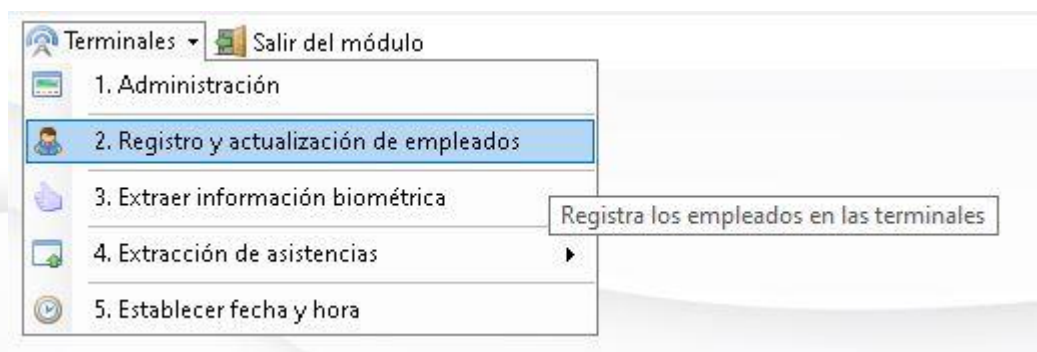 Terminales Salir del módulo
1. Administración
2. Registro y actualización de empleados
3. Extraer información biométrica
Registra los empleados en las terminales
4. Extracción de asistencias
5. Establecer fecha y hora